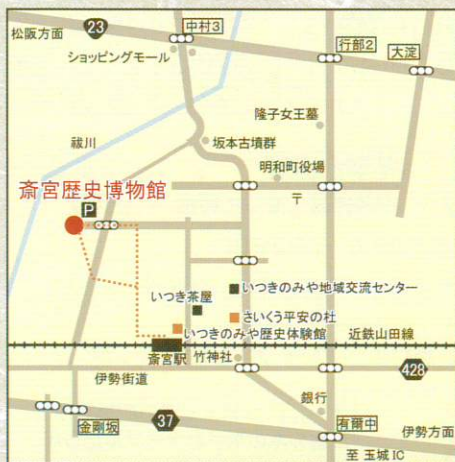 松阪方面
23
中村3
行部2
大淀
ショッピングモール
隆子女王墓
祓川
坂本古墳群
明和町役場
〒
斎宮歴史博物館
P
いつきのみや地域交流センター
いつき茶屋
さいくう平安の杜
いつきのみや歴史体験館
近鉄山田線
斎宮駅
竹神社
伊勢街道
428
銀行
金剛坂
37
有爾中
伊勢方面
至 玉城IC